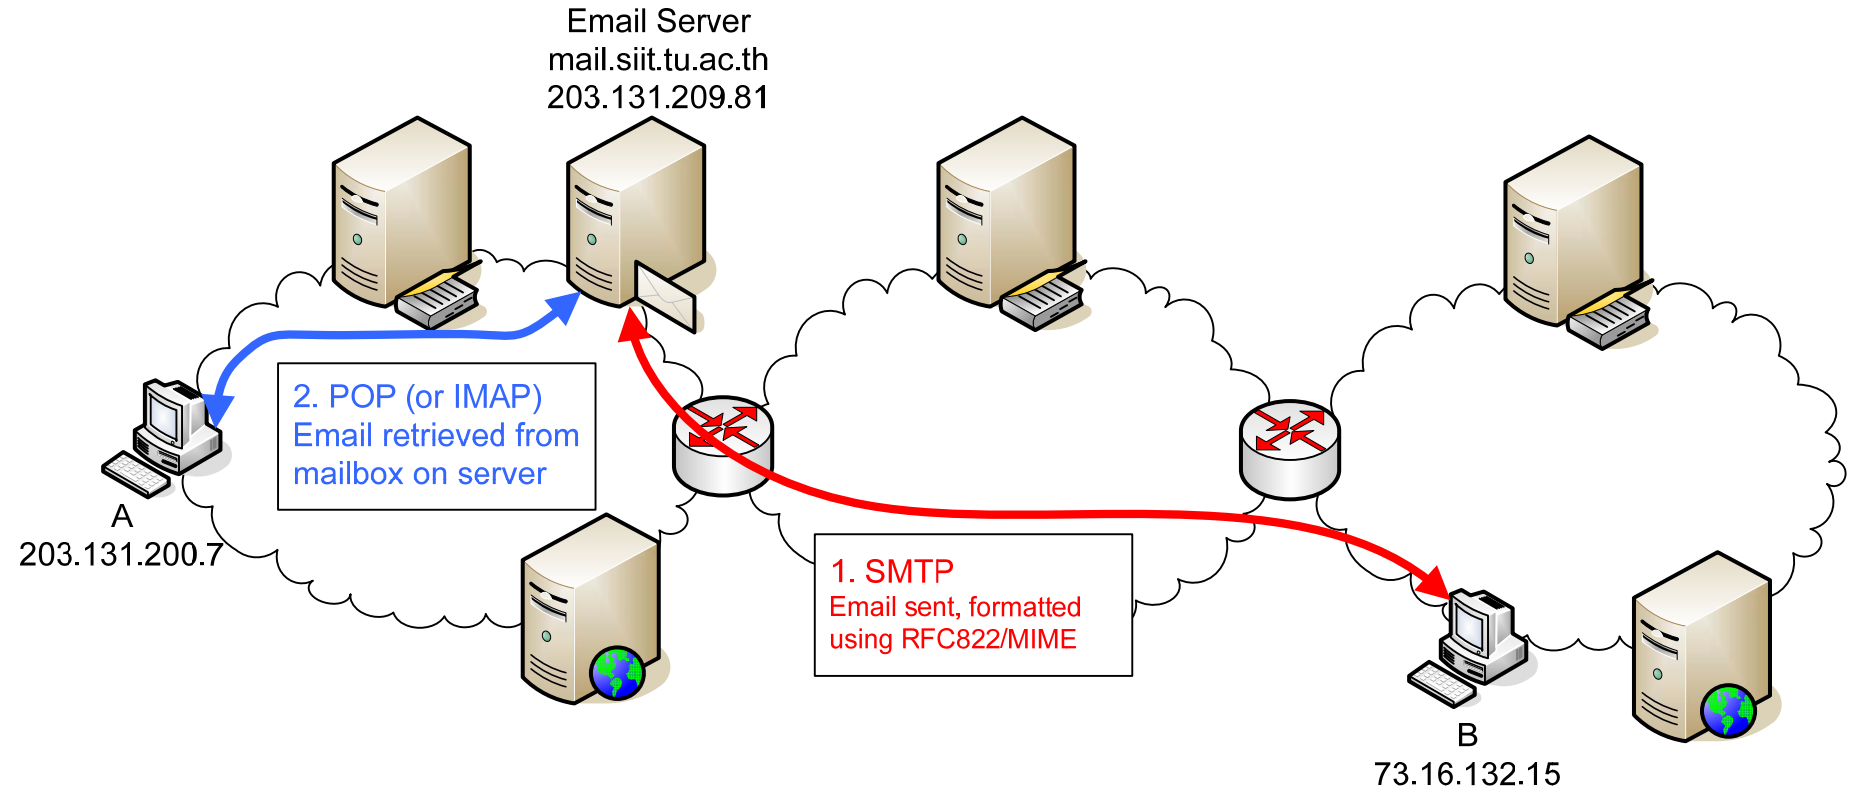 Email Server
mail.siit.tu.ac.th
203.131.209.81
2. POP (or IMAP)
Email retrieved from
mailbox on server
A
203.131.200.7
1. SMTP
Email sent, formatted
using RFC822/MIME
B
73.16.132.15